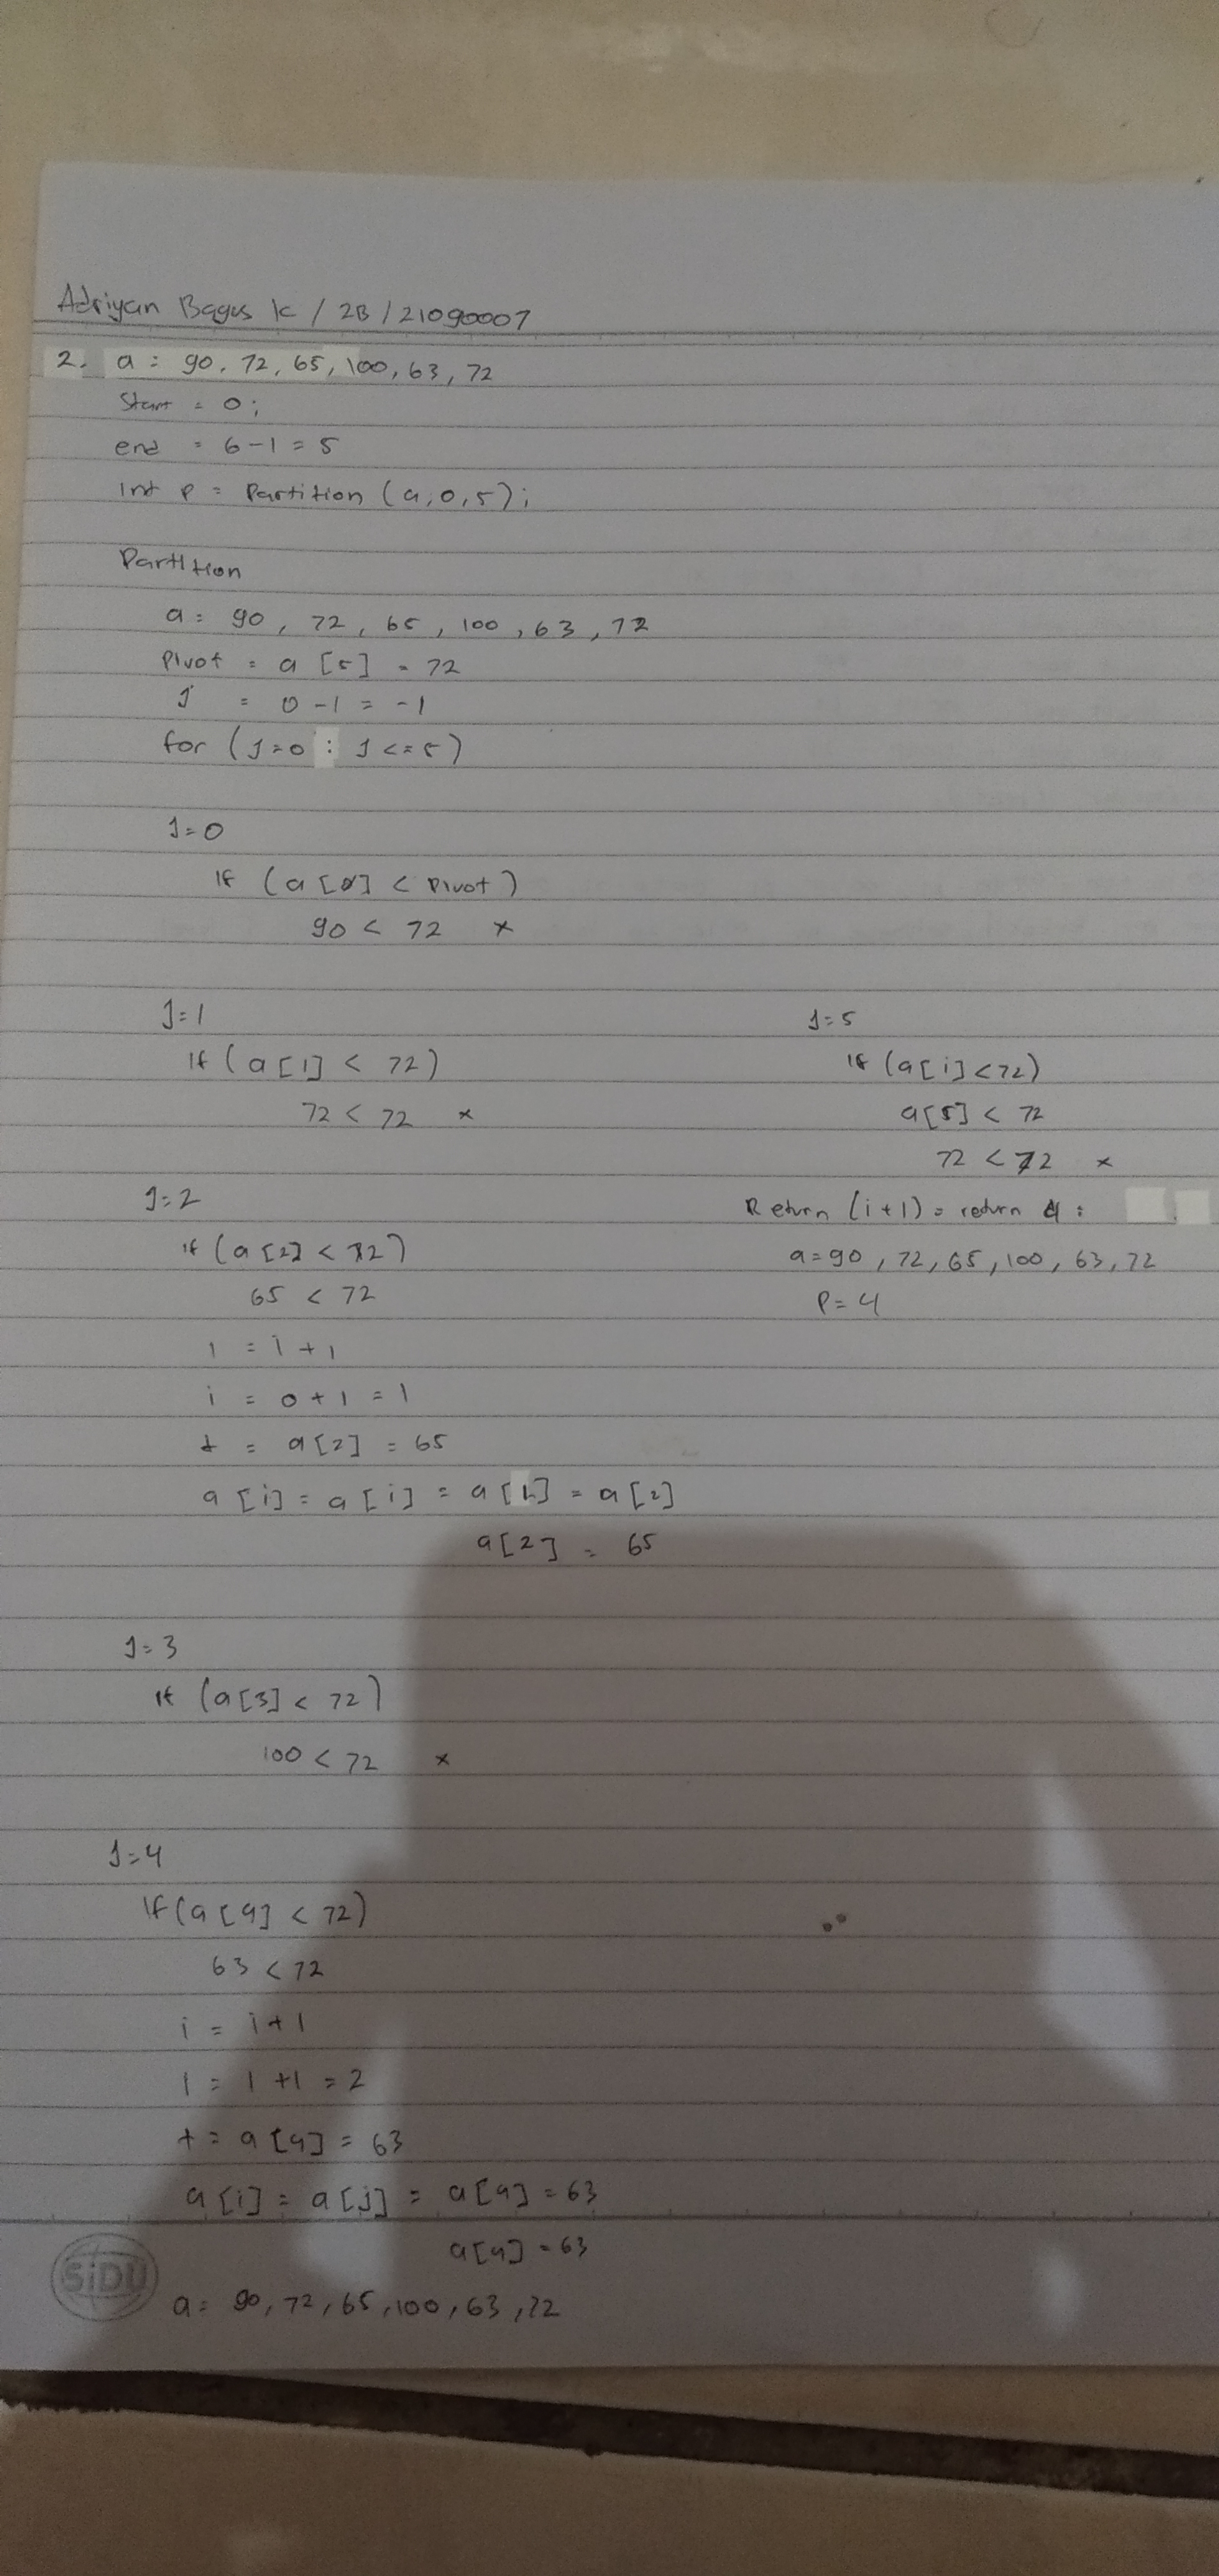 Adriyan Bagus K / 2B / 21090007
2. a : 90, 72, 65, 100, 63, 72
Start = 0;
end = 6-1 = 5
Int P = Partition (a, 0, 5);
Partition
a = 90, 72, 65, 100, 63, 72
Pivot = a [5] = 72
j = 0 - 1 = -1
for (J=0 : J <= 5)
J=0
If (a [0] < Pivot)
90 < 72 x
J=1
If (a [1] < 72)
72 < 72 x
J=2
if (a [2] < 72)
65 < 72
i = i + 1
i = 0 + 1 = 1
t = a [2] = 65
a [i] = a [i] = a [1] = a [2]
a [2] = 65
J=3
If (a [3] < 72)
100 < 72 x
J=4
If (a [4] < 72)
63 < 72
i = i + 1
i = 1 + 1 = 2
t = a [4] = 63
a [i] = a [j] = a [4] = 63
a [4] = 63
a = 90, 72, 65, 100, 63, 72
J=5
If (a [i] < 72)
a [5] < 72
72 < 72 x
Return (i+1) = return 4 :
a = 90, 72, 65, 100, 63, 72
P = 4
SiDU